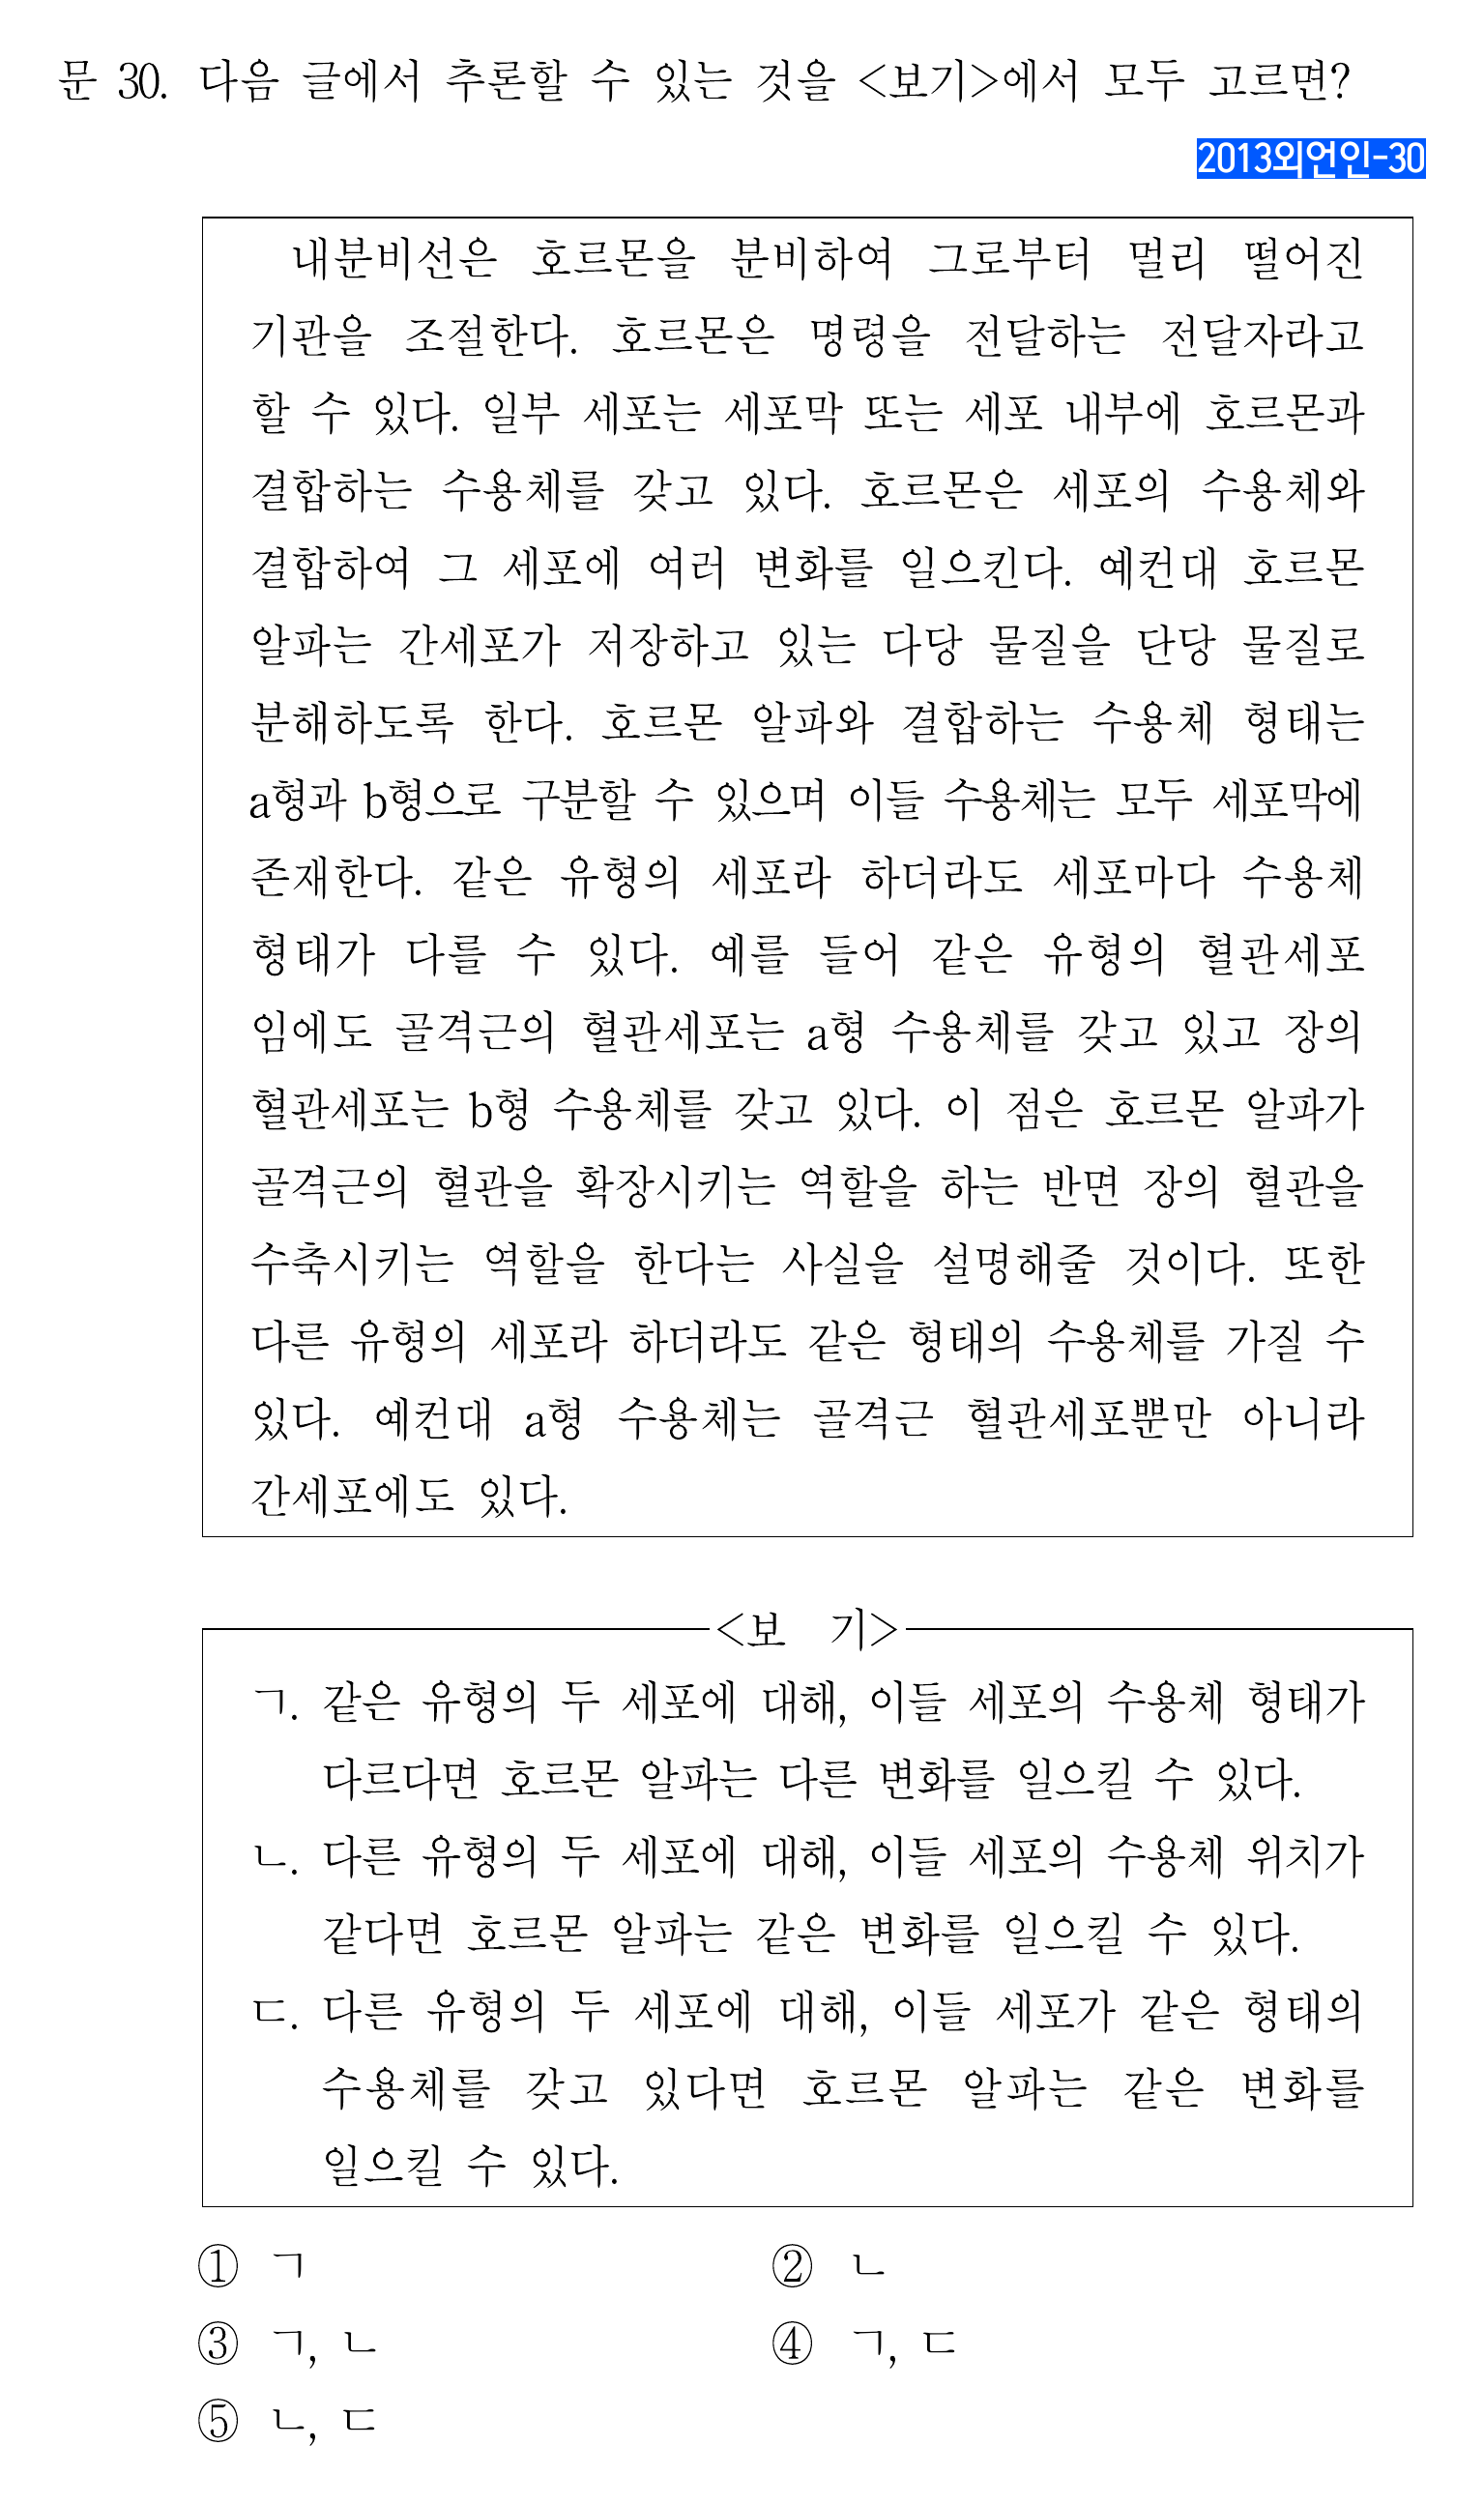 문 30. 다음 글에서 추론할 수 있는 것을 <보기>에서 모두 고르면?
2013외언인-30
내분비선은 호르몬을 분비하여 그로부터 멀리 떨어진
기관을 조절한다. 호르몬은 명령을 전달하는 전달자라고
할 수 있다. 일부 세포는 세포막 또는 세포 내부에 호르몬과
결합하는 수용체를 갖고 있다. 호르몬은 세포의 수용체와
결합하여 그 세포에 여러 변화를 일으킨다. 예컨대 호르몬
알파는 간세포가 저장하고 있는 다당 물질을 단당 물질로
분해하도록 한다. 호르몬 알파와 결합하는 수용체 형태는
a형과 b형으로 구분할 수 있으며 이들 수용체는 모두 세포막에
존재한다. 같은 유형의 세포라 하더라도 세포마다 수용체
형태가 다를 수 있다. 예를 들어 같은 유형의 혈관세포
임에도 골격근의 혈관세포는 a형 수용체를 갖고 있고 장의
혈관세포는 b형 수용체를 갖고 있다. 이 점은 호르몬 알파가
골격근의 혈관을 확장시키는 역할을 하는 반면 장의 혈관을
수축시키는 역할을 한다는 사실을 설명해줄 것이다. 또한
다른 유형의 세포라 하더라도 같은 형태의 수용체를 가질 수
있다. 예컨대 a형 수용체는 골격근 혈관세포뿐만 아니라
간세포에도 있다.
<보 기>
ㄱ. 같은 유형의 두 세포에 대해, 이들 세포의 수용체 형태가
다르다면 호르몬 알파는 다른 변화를 일으킬 수 있다.
ㄴ. 다른 유형의 두 세포에 대해, 이들 세포의 수용체 위치가
같다면 호르몬 알파는 같은 변화를 일으킬 수 있다.
ㄷ. 다른 유형의 두 세포에 대해, 이들 세포가 같은 형태의
수용체를 갖고 있다면 호르몬 알파는 같은 변화를
일으킬 수 있다.
① ㄱ ② ㄴ
③ ㄱ, ㄴ ④ ㄱ, ㄷ
⑤ ㄴ, ㄷ